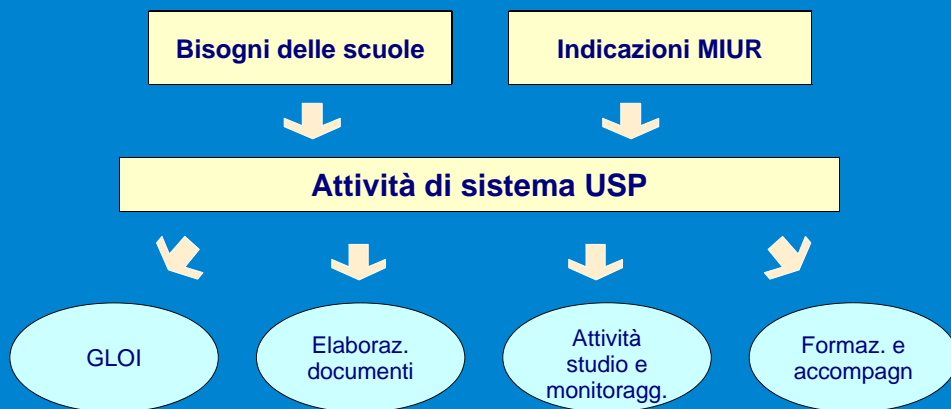 Bisogni delle scuole
Indicazioni MIUR
Attività di sistema USP
GLOI
Elaboraz.
documenti
Attività
studio e
monitoragg.
Formaz. e
accompagn